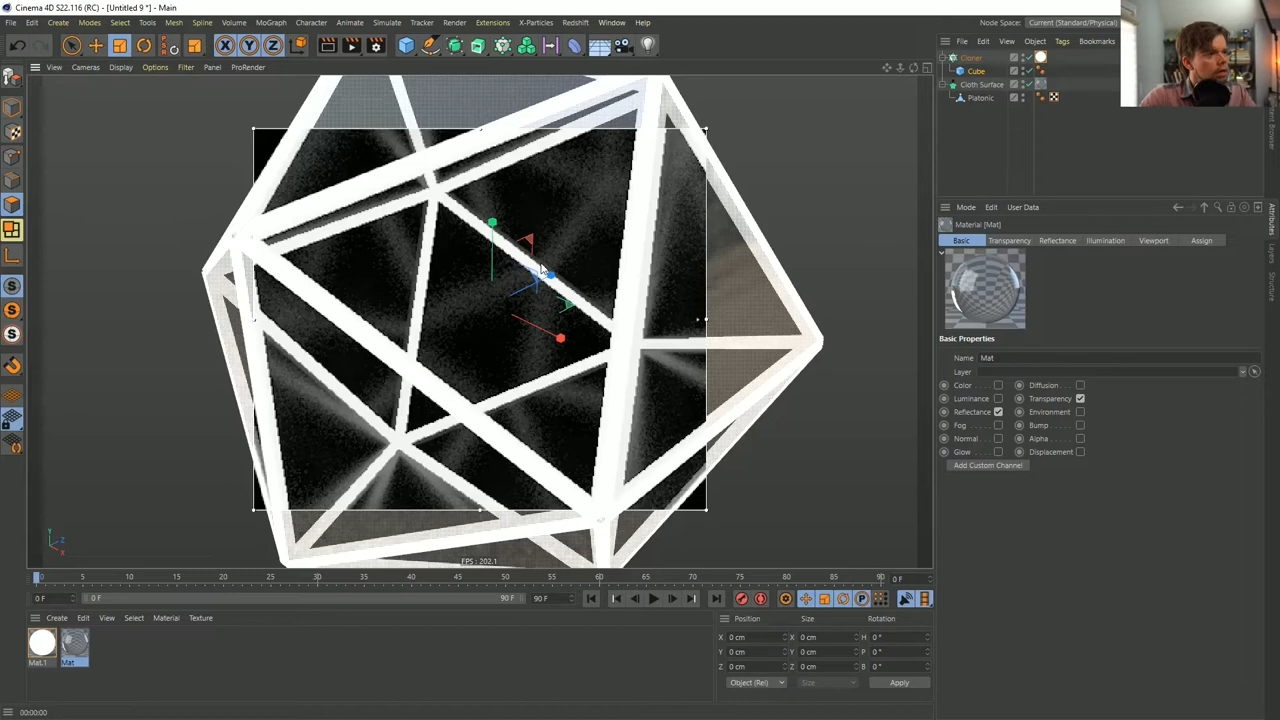 Cinema 4D S22.116 (RC) - [Untitled 9 *] - Main
File Edit Create Modes Select Tools Mesh Spline Volume MoGraph Character Animate Simulate Tracker Render Extensions X-Particles Redshift Window Help
Node Space: Current (Standard/Physical)
X Y Z
File Edit View Object Tags Bookmarks
View Cameras Display Options Filter Panel ProRender
Cloner
Cube
Cloth Surface
Platonic
Content Browser
Mode Edit User Data
Material [Mat]
Basic Transparency Reflectance Illumination Viewport Assign
Attributes
Layers
Structure
Basic Properties
Name Mat
Layer
Color Diffusion
Luminance Transparency
Reflectance Environment
Fog Bump
Normal Alpha
Glow Displacement
Add Custom Channel
S
S
S
Y
Z
X
FPS : 202.1
0 5 10 15 20 25 30 35 40 45 50 55 60 65 70 75 80 85 90 0 F
0 F 0 F 90 F 90 F
P
Create Edit View Select Material Texture
Mat.1 Mat
Position Size Rotation
X 0 cm X 0 cm H 0 °
Y 0 cm Y 0 cm P 0 °
Z 0 cm Z 0 cm B 0 °
Object (Rel) Size Apply
00:00:00